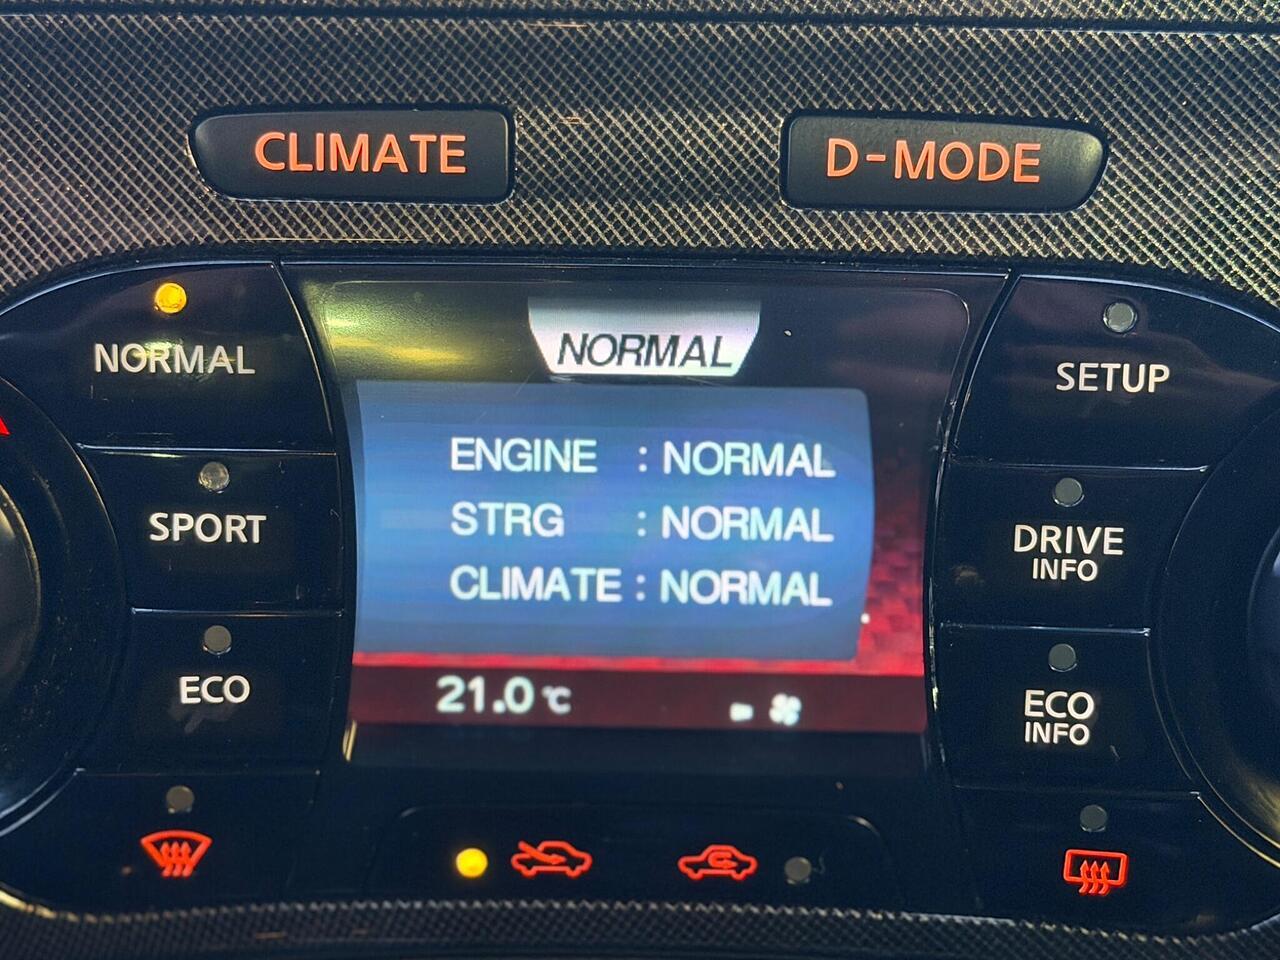 CLIMATE
D-MODE
NORMAL
NORMAL
SETUP
ENGINE : NORMAL
SPORT
STRG : NORMAL
DRIVE
INFO
CLIMATE : NORMAL
ECO
21.0 °C
ECO
INFO